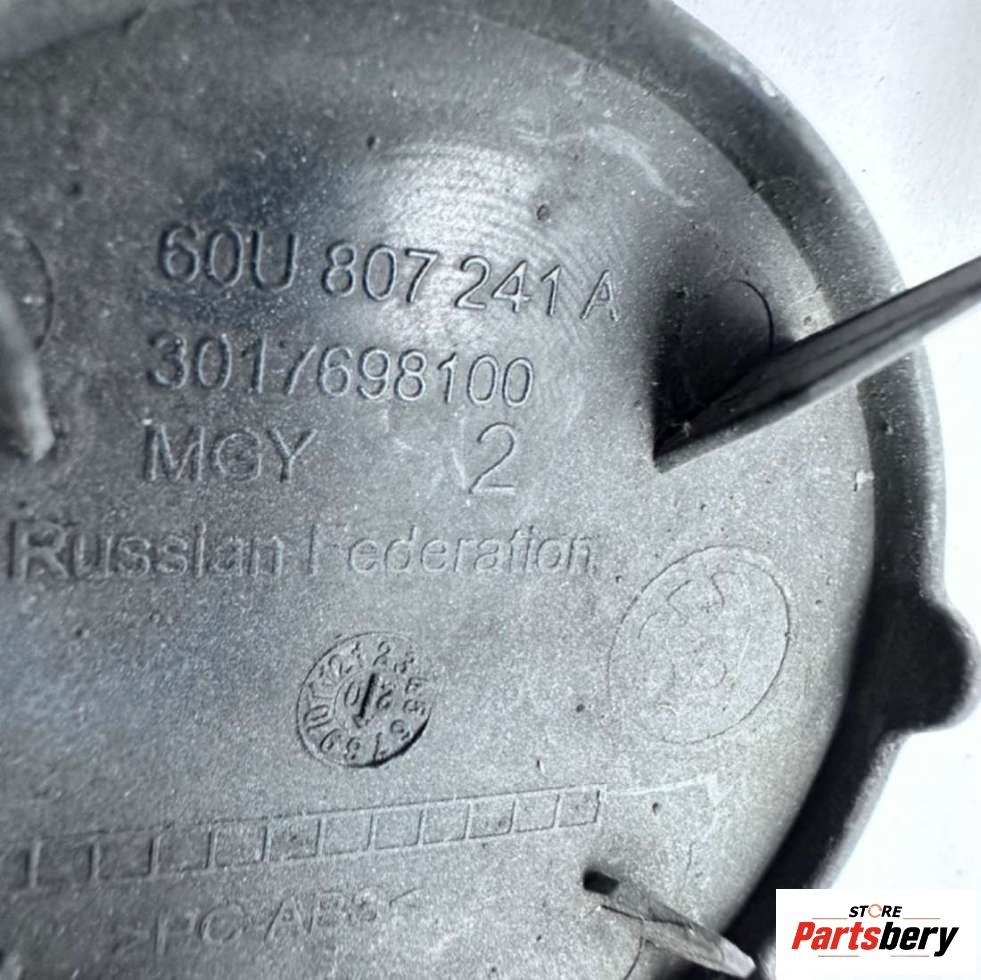 60U 807 241 A
3017698100
MGY 2
Russian Federation
STORE
Partsbery